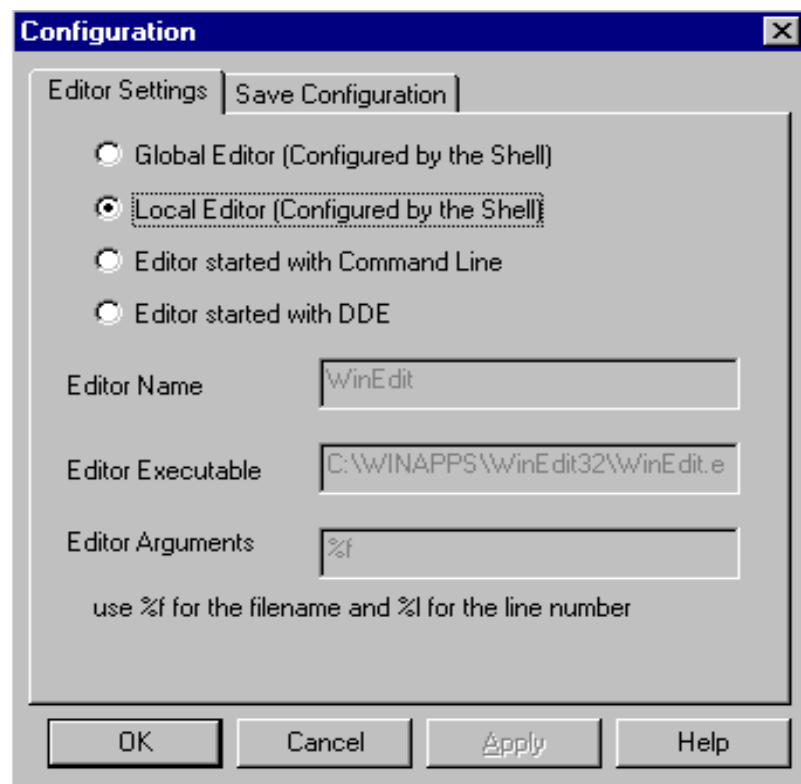 Configuration
Editor Settings
Save Configuration
Global Editor (Configured by the Shell)
Local Editor (Configured by the Shell)
Editor started with Command Line
Editor started with DDE
Editor Name
WinEdit
Editor Executable
C:\WINAPPS\WinEdit32\WinEdit.e
Editor Arguments
%f
use %f for the filename and %l for the line number
OK
Cancel
Apply
Help